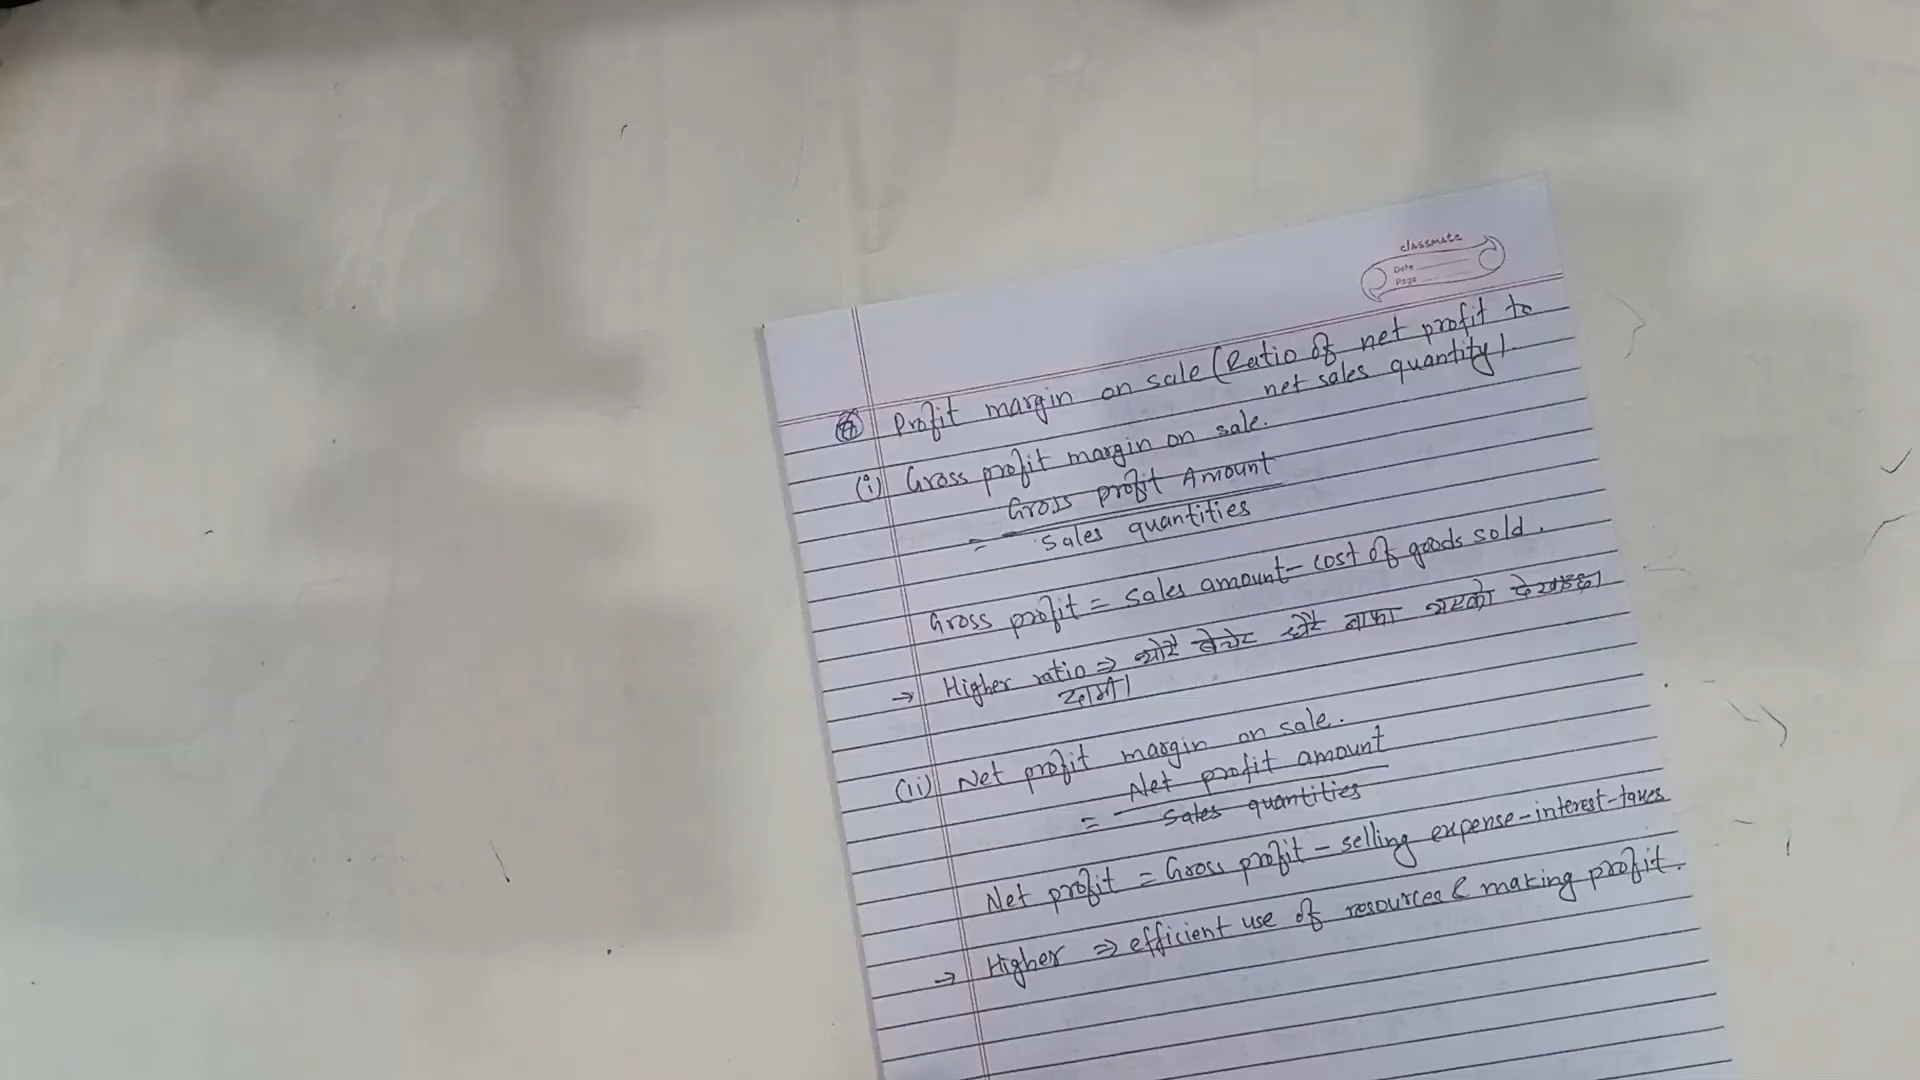 classmate
Date
Page
Profit margin on sale (Ratio of net profit to
net sales quantity)
(i) Gross profit margin on sale.
Gross profit Amount
= Sales quantities
Gross profit = Sales amount - cost of goods sold.
→ Higher ratio ⇒ थोरै बेचेर धेरै नाफा भएको देखाउँछ।
राम्रो।
(ii) Net profit margin on sale.
Net profit amount
= Sales quantities
Net profit = Gross profit - selling expense - interest - taxes
→ Higher ⇒ efficient use of resources & making profit.